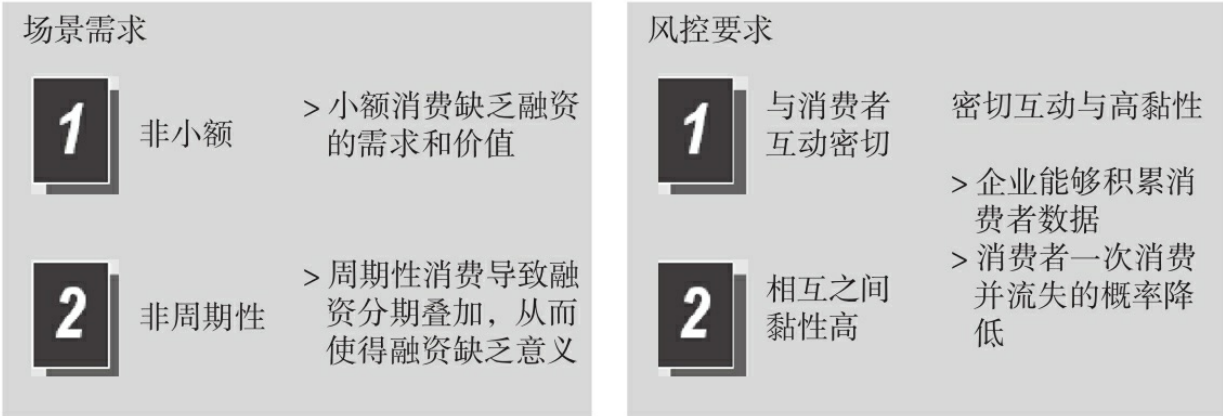 场景需求
1
非小额
> 小额消费缺乏融资
的需求和价值
2
非周期性
> 周期性消费导致融
资分期叠加，从而
使得融资缺乏意义
风控要求
1
与消费者
互动密切
2
相互之间
黏性高
密切互动与高黏性
> 企业能够积累消
费者数据
> 消费者一次消费
并流失的概率降
低